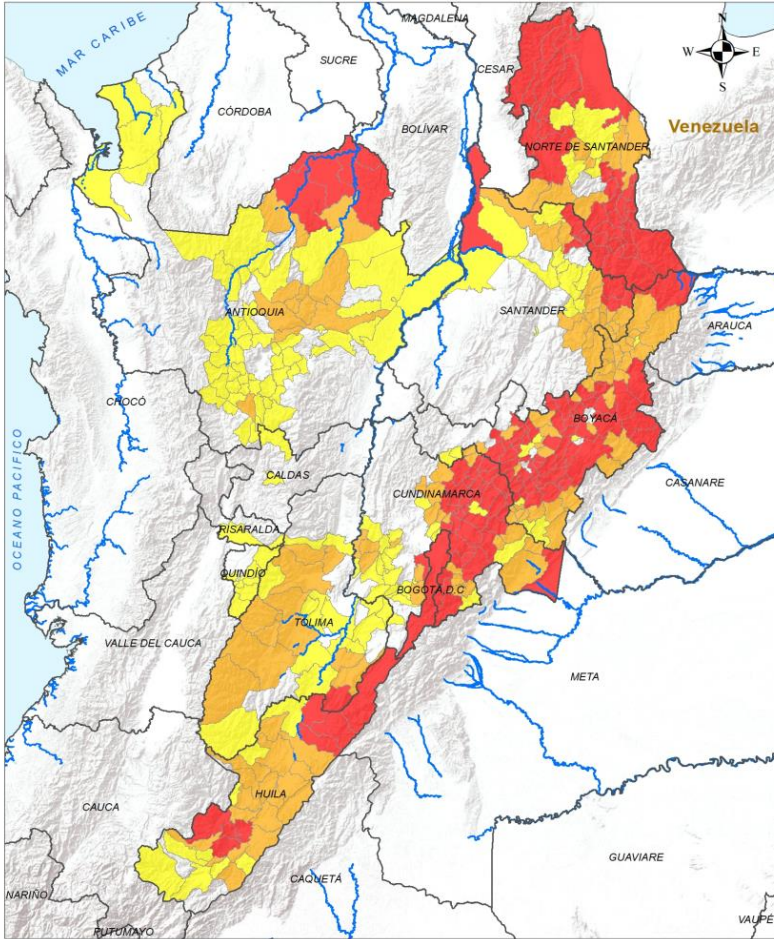 MAR CARIBE
MAGDALENA
N
W E
S
SUCRE
CESAR
CÓRDOBA
BOLÍVAR
Venezuela
NORTE DE SANTANDER
ANTIOQUIA
SANTANDER
ARAUCA
CHOCÓ
BOYACÁ
OCEANO PACIFICO
CALDAS
CUNDINAMARCA
CASANARE
RISARALDA
QUINDÍO
BOGOTÁ, D.C
TOLIMA
VALLE DEL CAUCA
META
HUILA
CAUCA
GUAVIARE
CAQUETÁ
NARIÑO
PUTUMAYO
VAUPÉ